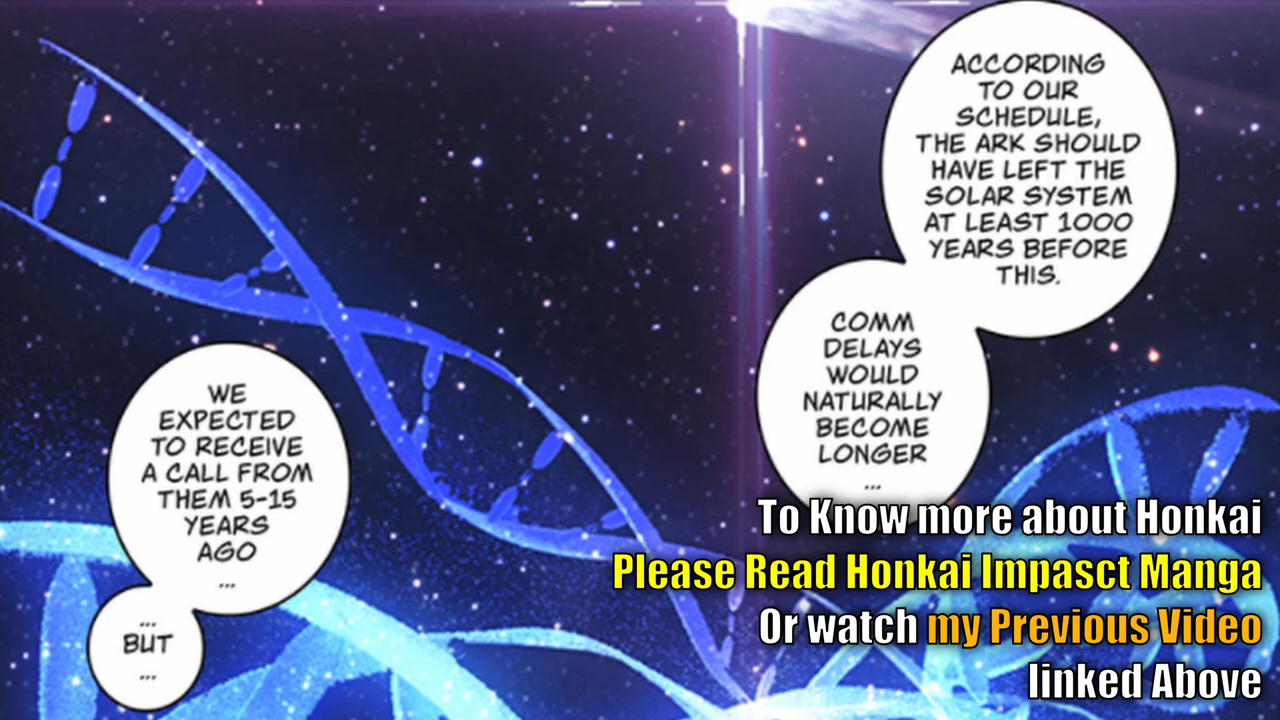 ACCORDING
TO OUR
SCHEDULE,
THE ARK SHOULD
HAVE LEFT THE
SOLAR SYSTEM
AT LEAST 1000
YEARS BEFORE
THIS.
COMM
DELAYS
WOULD
NATURALLY
BECOME
LONGER
...
WE
EXPECTED
TO RECEIVE
A CALL FROM
THEM 5-15
YEARS
AGO
...
...
BUT
...
To Know more about Honkai
Please Read Honkai Impasct Manga
Or watch my Previous Video
linked Above